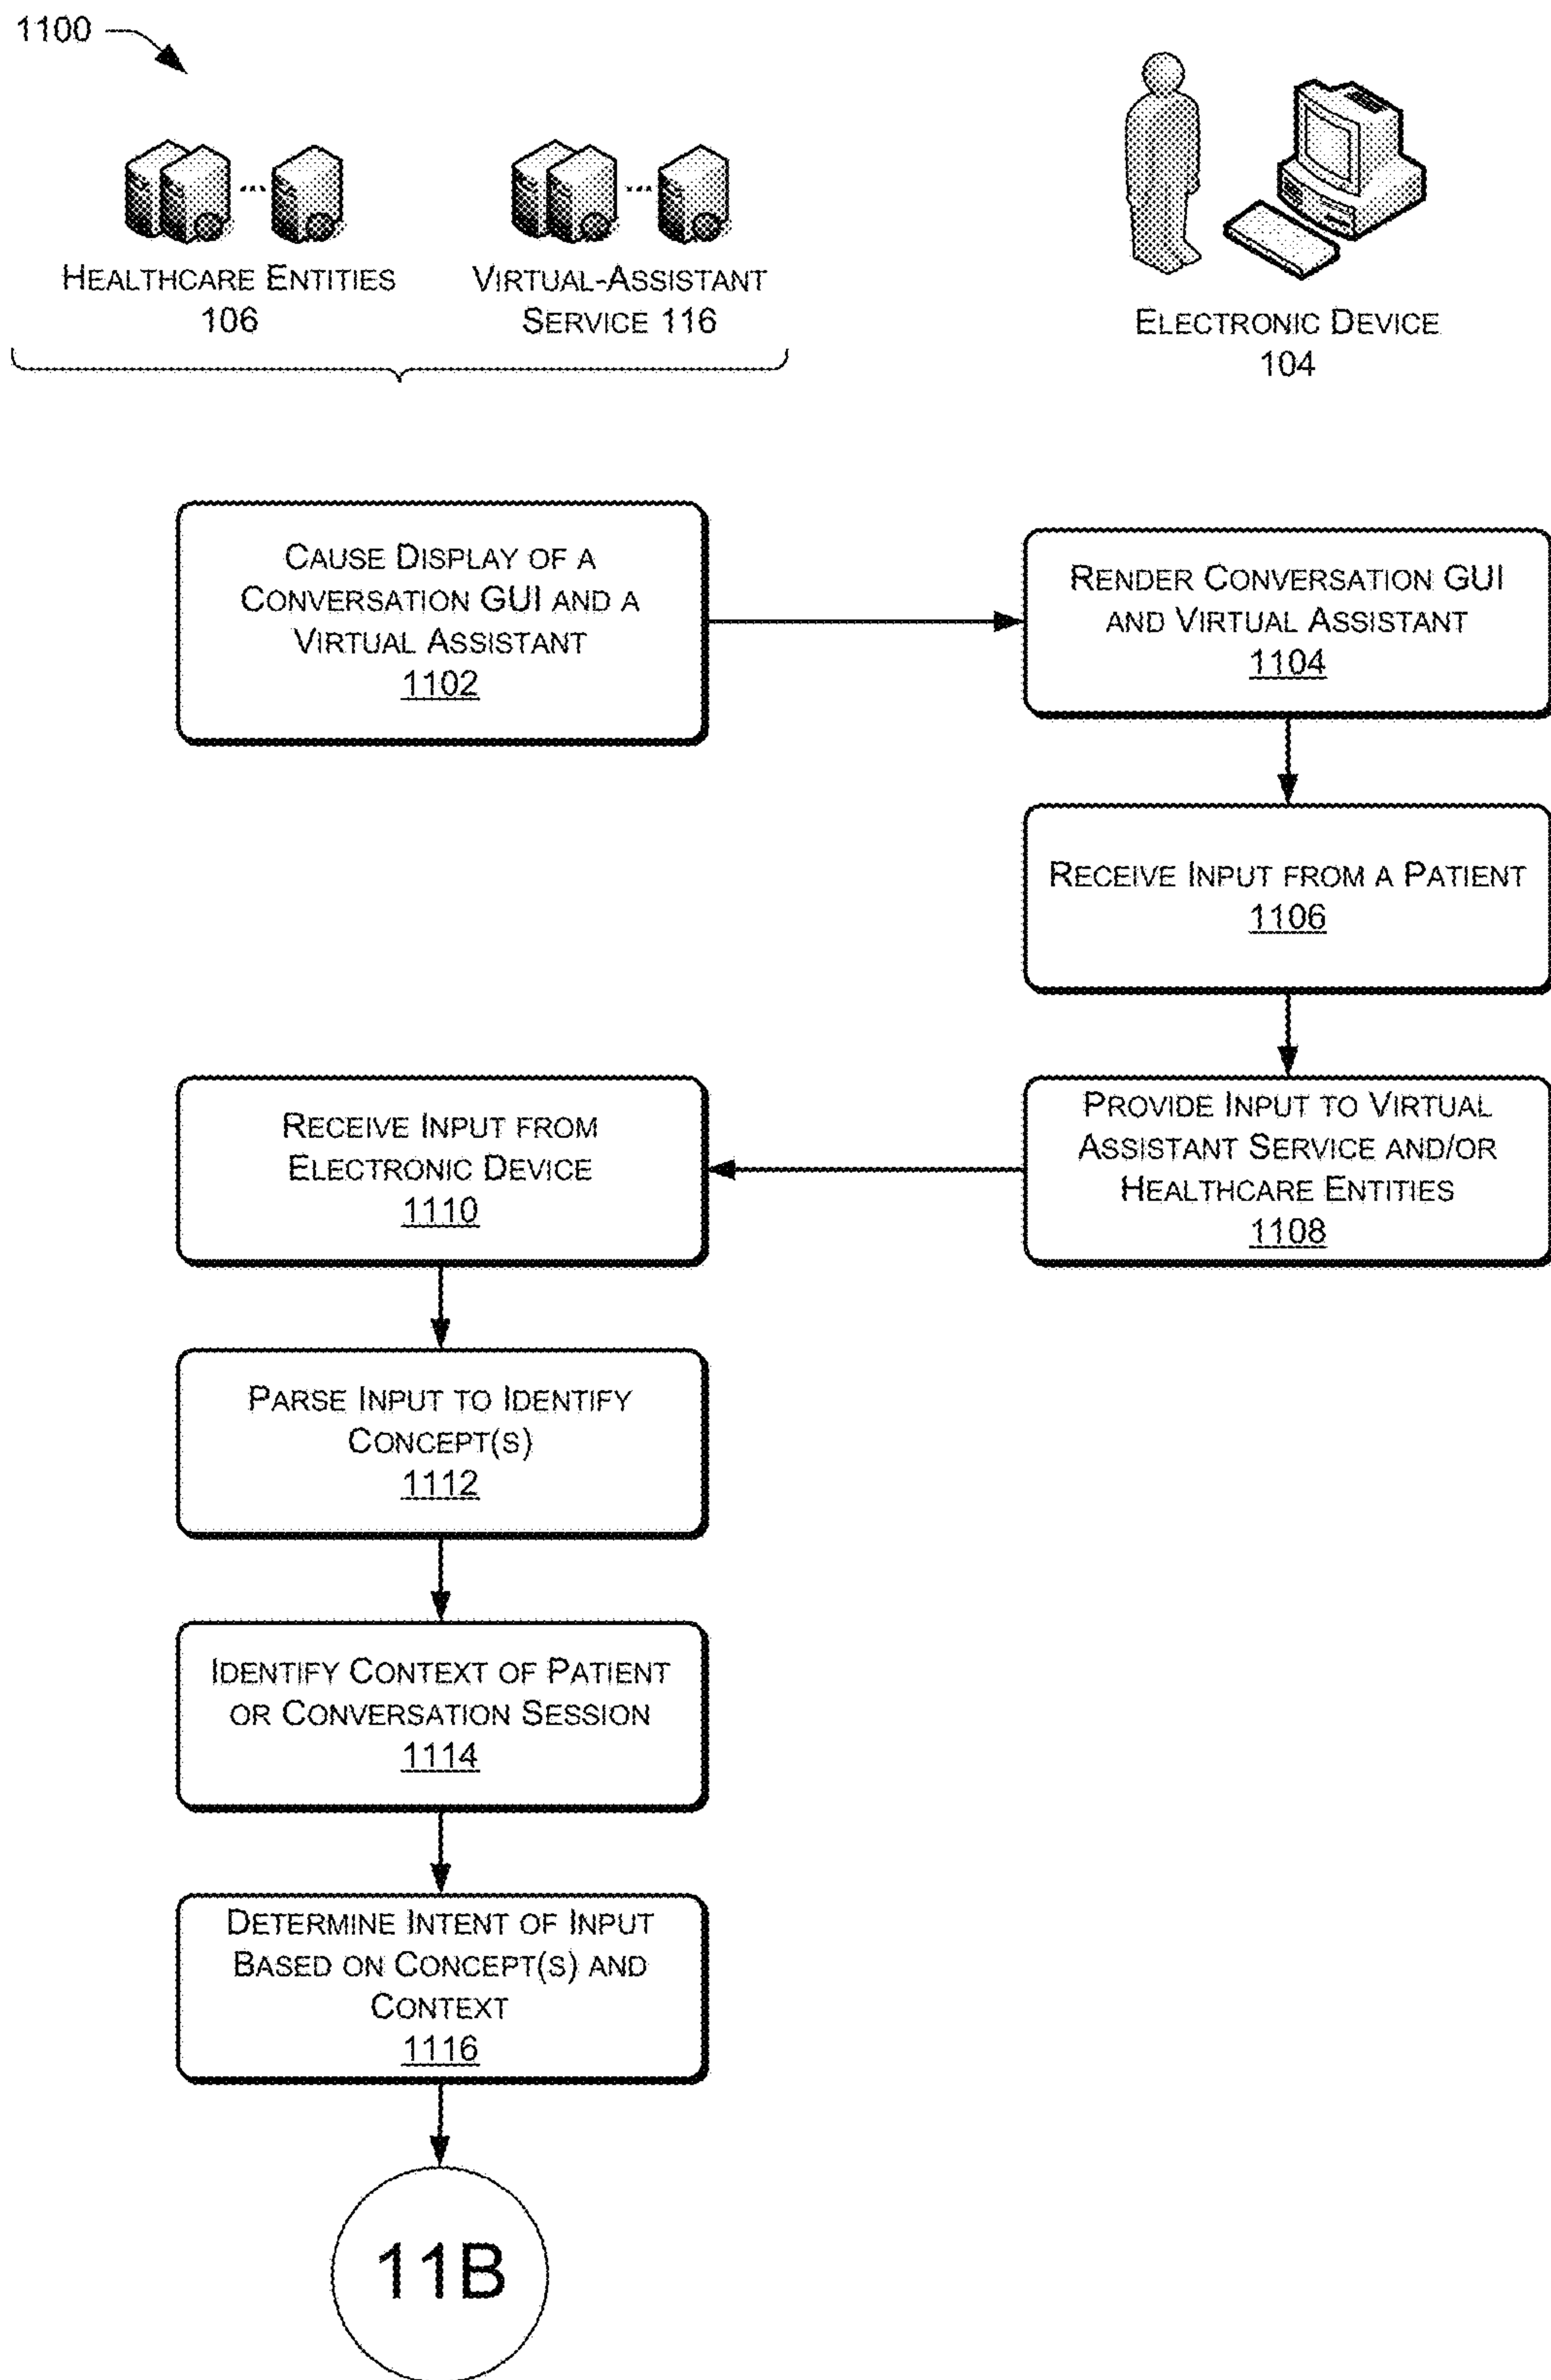 1100
HEALTHCARE ENTITIES
106
VIRTUAL-ASSISTANT
SERVICE 116
ELECTRONIC DEVICE
104
CAUSE DISPLAY OF A
CONVERSATION GUI AND A
VIRTUAL ASSISTANT
1102
RENDER CONVERSATION GUI
AND VIRTUAL ASSISTANT
1104
RECEIVE INPUT FROM A PATIENT
1106
PROVIDE INPUT TO VIRTUAL
ASSISTANT SERVICE AND/OR
HEALTHCARE ENTITIES
1108
RECEIVE INPUT FROM
ELECTRONIC DEVICE
1110
PARSE INPUT TO IDENTIFY
CONCEPT(S)
1112
IDENTIFY CONTEXT OF PATIENT
OR CONVERSATION SESSION
1114
DETERMINE INTENT OF INPUT
BASED ON CONCEPT(S) AND
CONTEXT
1116
11B